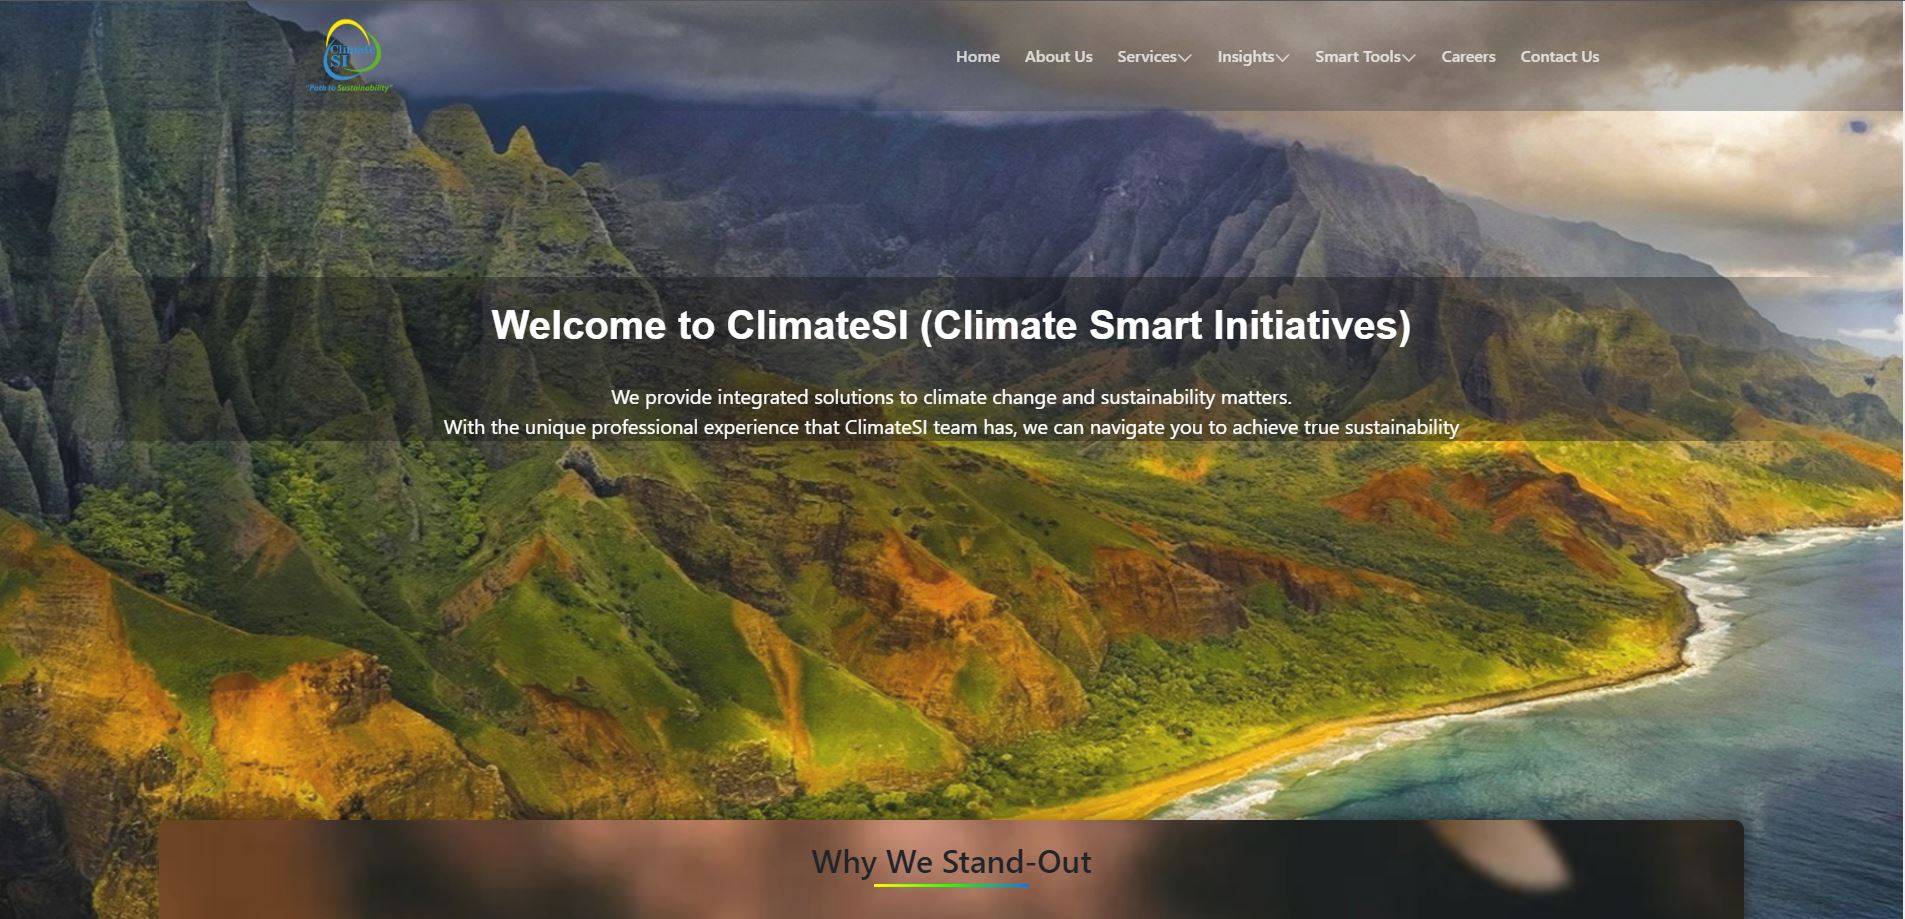 Climate
SI
"Path to Sustainability"
Home About Us Services Insights Smart Tools Careers Contact Us
Welcome to ClimateSI (Climate Smart Initiatives)
We provide integrated solutions to climate change and sustainability matters.
With the unique professional experience that ClimateSI team has, we can navigate you to achieve true sustainability
Why We Stand-Out